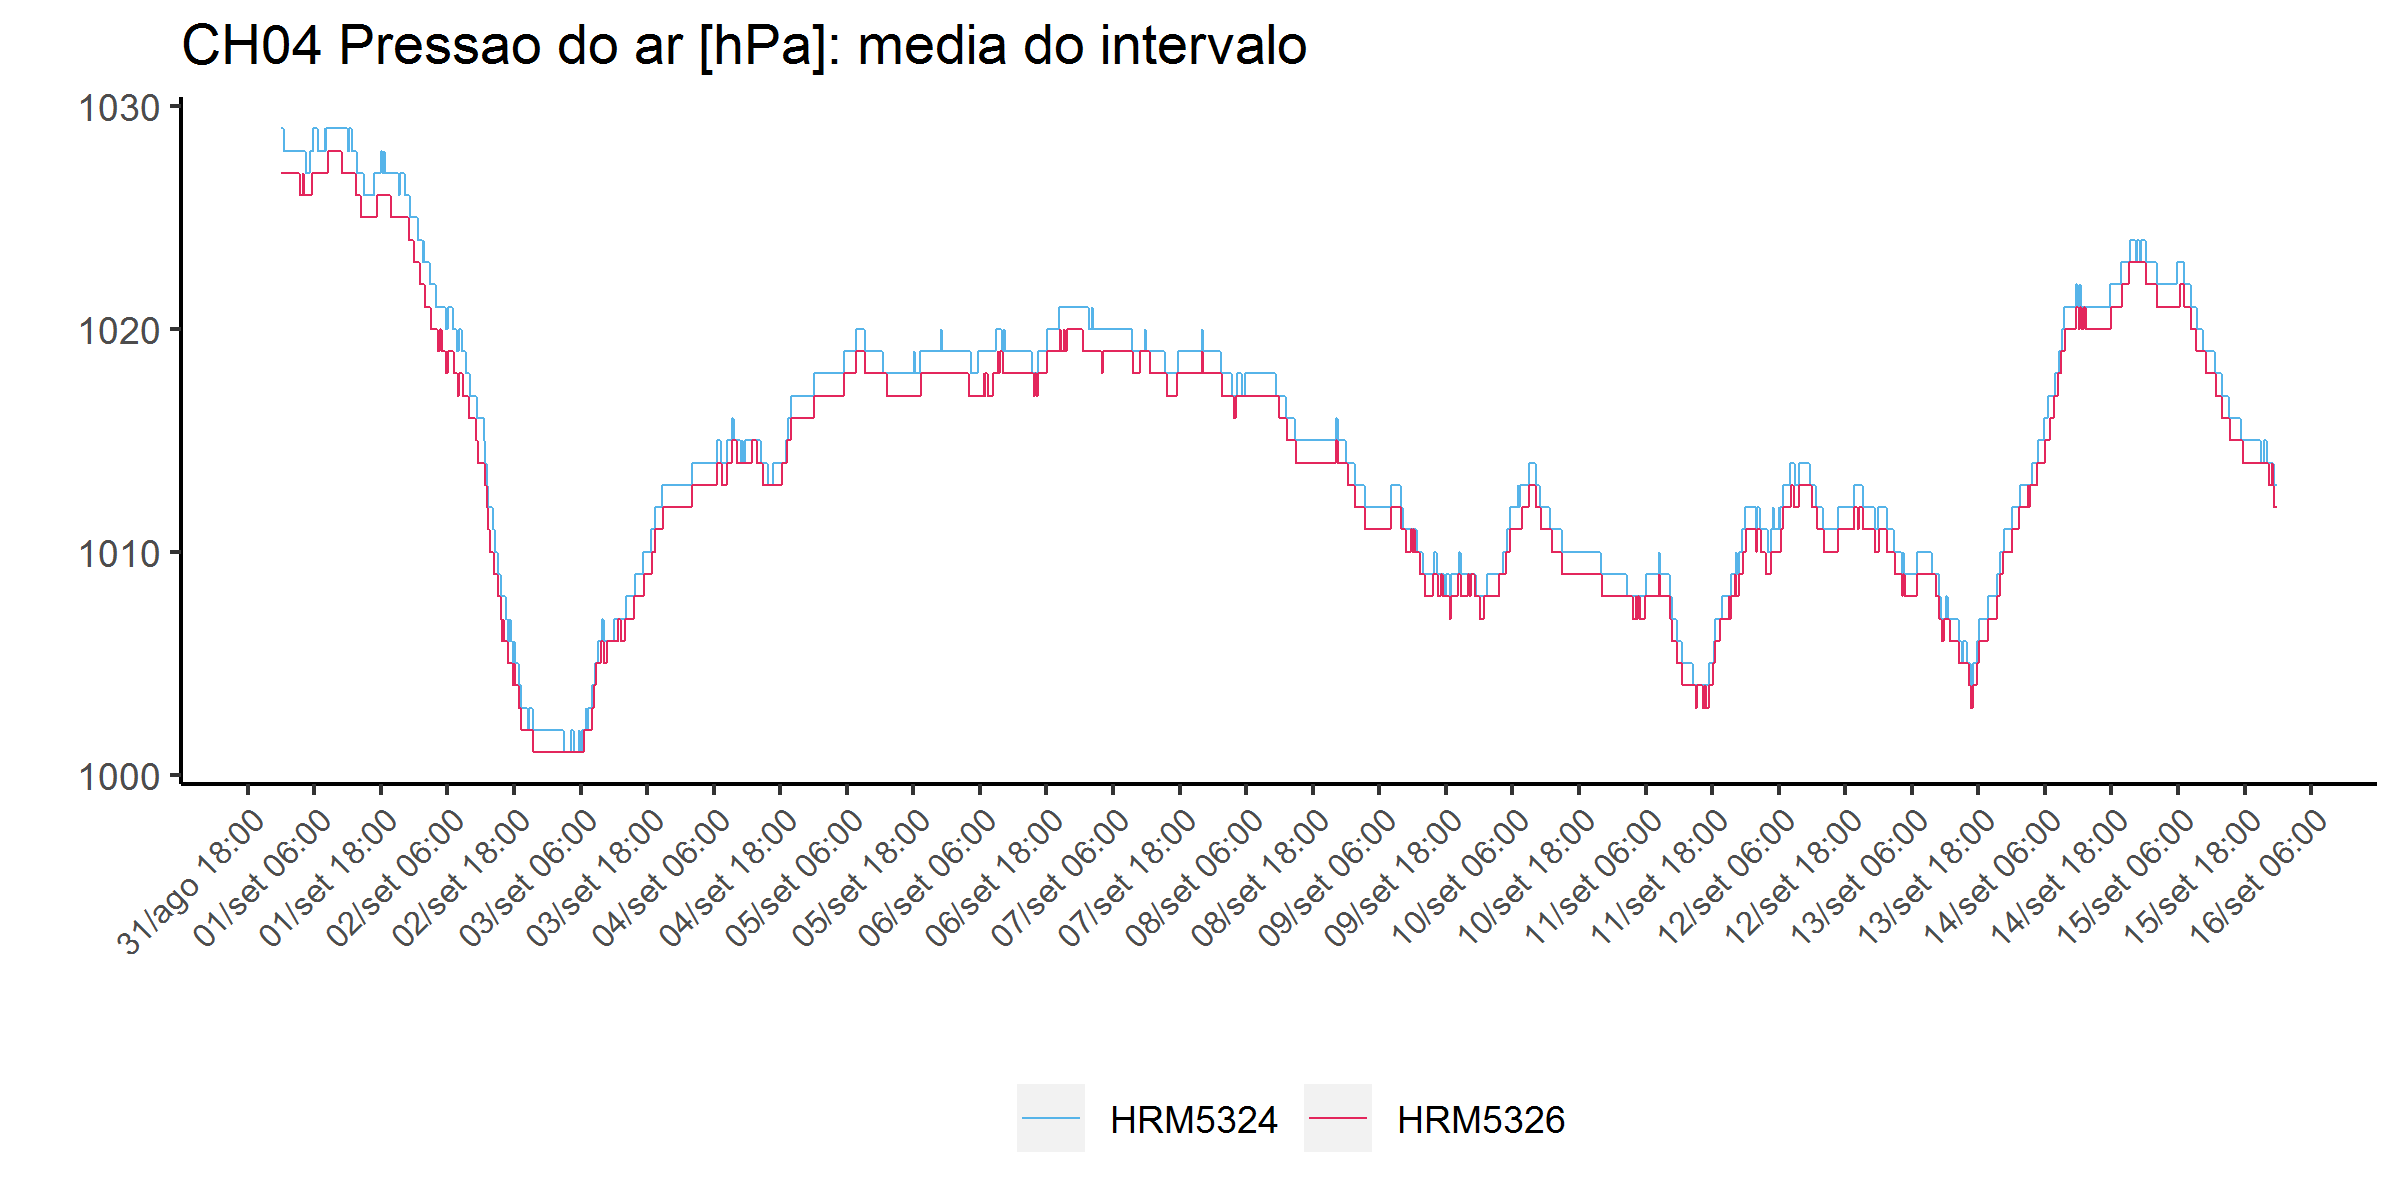 CH04 Pressao do ar [hPa]: media do intervalo
1030
1020
1010
1000
31/ago 18:00
01/set 06:00
01/set 18:00
02/set 06:00
02/set 18:00
03/set 06:00
03/set 18:00
04/set 06:00
04/set 18:00
05/set 06:00
05/set 18:00
06/set 06:00
06/set 18:00
07/set 06:00
07/set 18:00
08/set 06:00
08/set 18:00
09/set 06:00
09/set 18:00
10/set 06:00
10/set 18:00
11/set 06:00
11/set 18:00
12/set 06:00
12/set 18:00
13/set 06:00
13/set 18:00
14/set 06:00
14/set 18:00
15/set 06:00
15/set 18:00
16/set 06:00
HRM5324
HRM5326